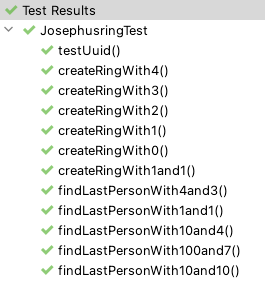 Test Results
JosephusringTest
testUuid()
createRingWith4()
createRingWith3()
createRingWith2()
createRingWith1()
createRingWith0()
createRingWith1and1()
findLastPersonWith4and3()
findLastPersonWith1and1()
findLastPersonWith10and4()
findLastPersonWith100and7()
findLastPersonWith10and10()